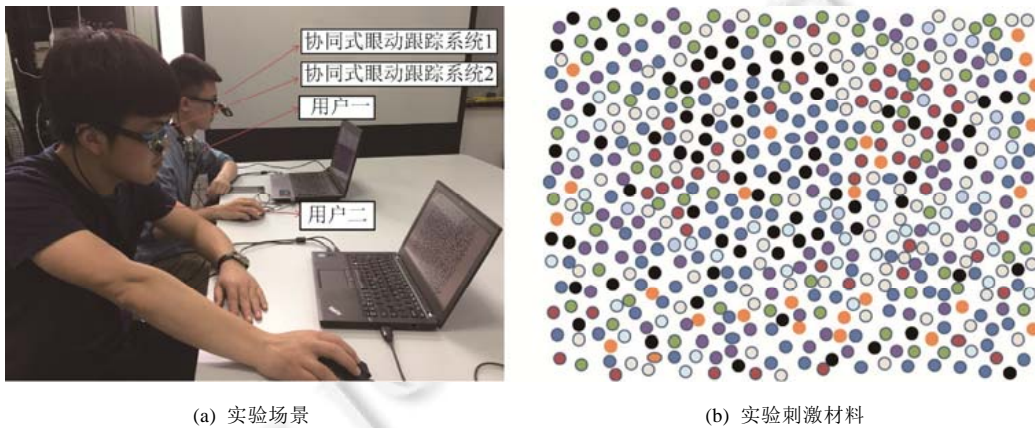 协同式眼动跟踪系统1
协同式眼动跟踪系统2
用户一
用户二
(a) 实验场景
(b) 实验刺激材料